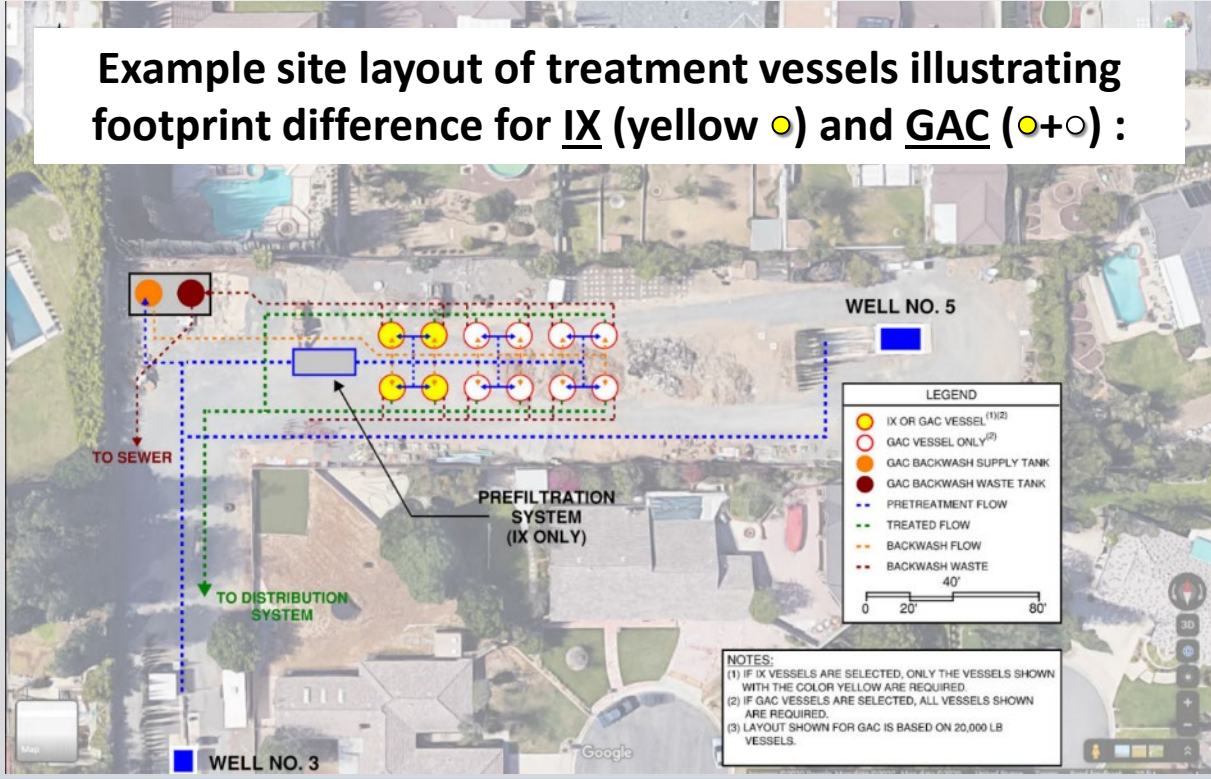 Example site layout of treatment vessels illustrating
footprint difference for IX (yellow ) and GAC ( + ) :
WELL NO. 5
TO SEWER
PREFILTRATION
SYSTEM
(IX ONLY)
TO DISTRIBUTION
SYSTEM
WELL NO. 3
LEGEND
IX OR GAC VESSEL(1)(2)
GAC VESSEL ONLY(2)
GAC BACKWASH SUPPLY TANK
GAC BACKWASH WASTE TANK
PRETREATMENT FLOW
TREATED FLOW
BACKWASH FLOW
BACKWASH WASTE
40'
0 20' 80'
NOTES:
(1) IF IX VESSELS ARE SELECTED, ONLY THE VESSELS SHOWN
WITH THE COLOR YELLOW ARE REQUIRED.
(2) IF GAC VESSELS ARE SELECTED, ALL VESSELS SHOWN
ARE REQUIRED.
(3) LAYOUT SHOWN FOR GAC IS BASED ON 20,000 LB
VESSELS.
3D
Map
Google